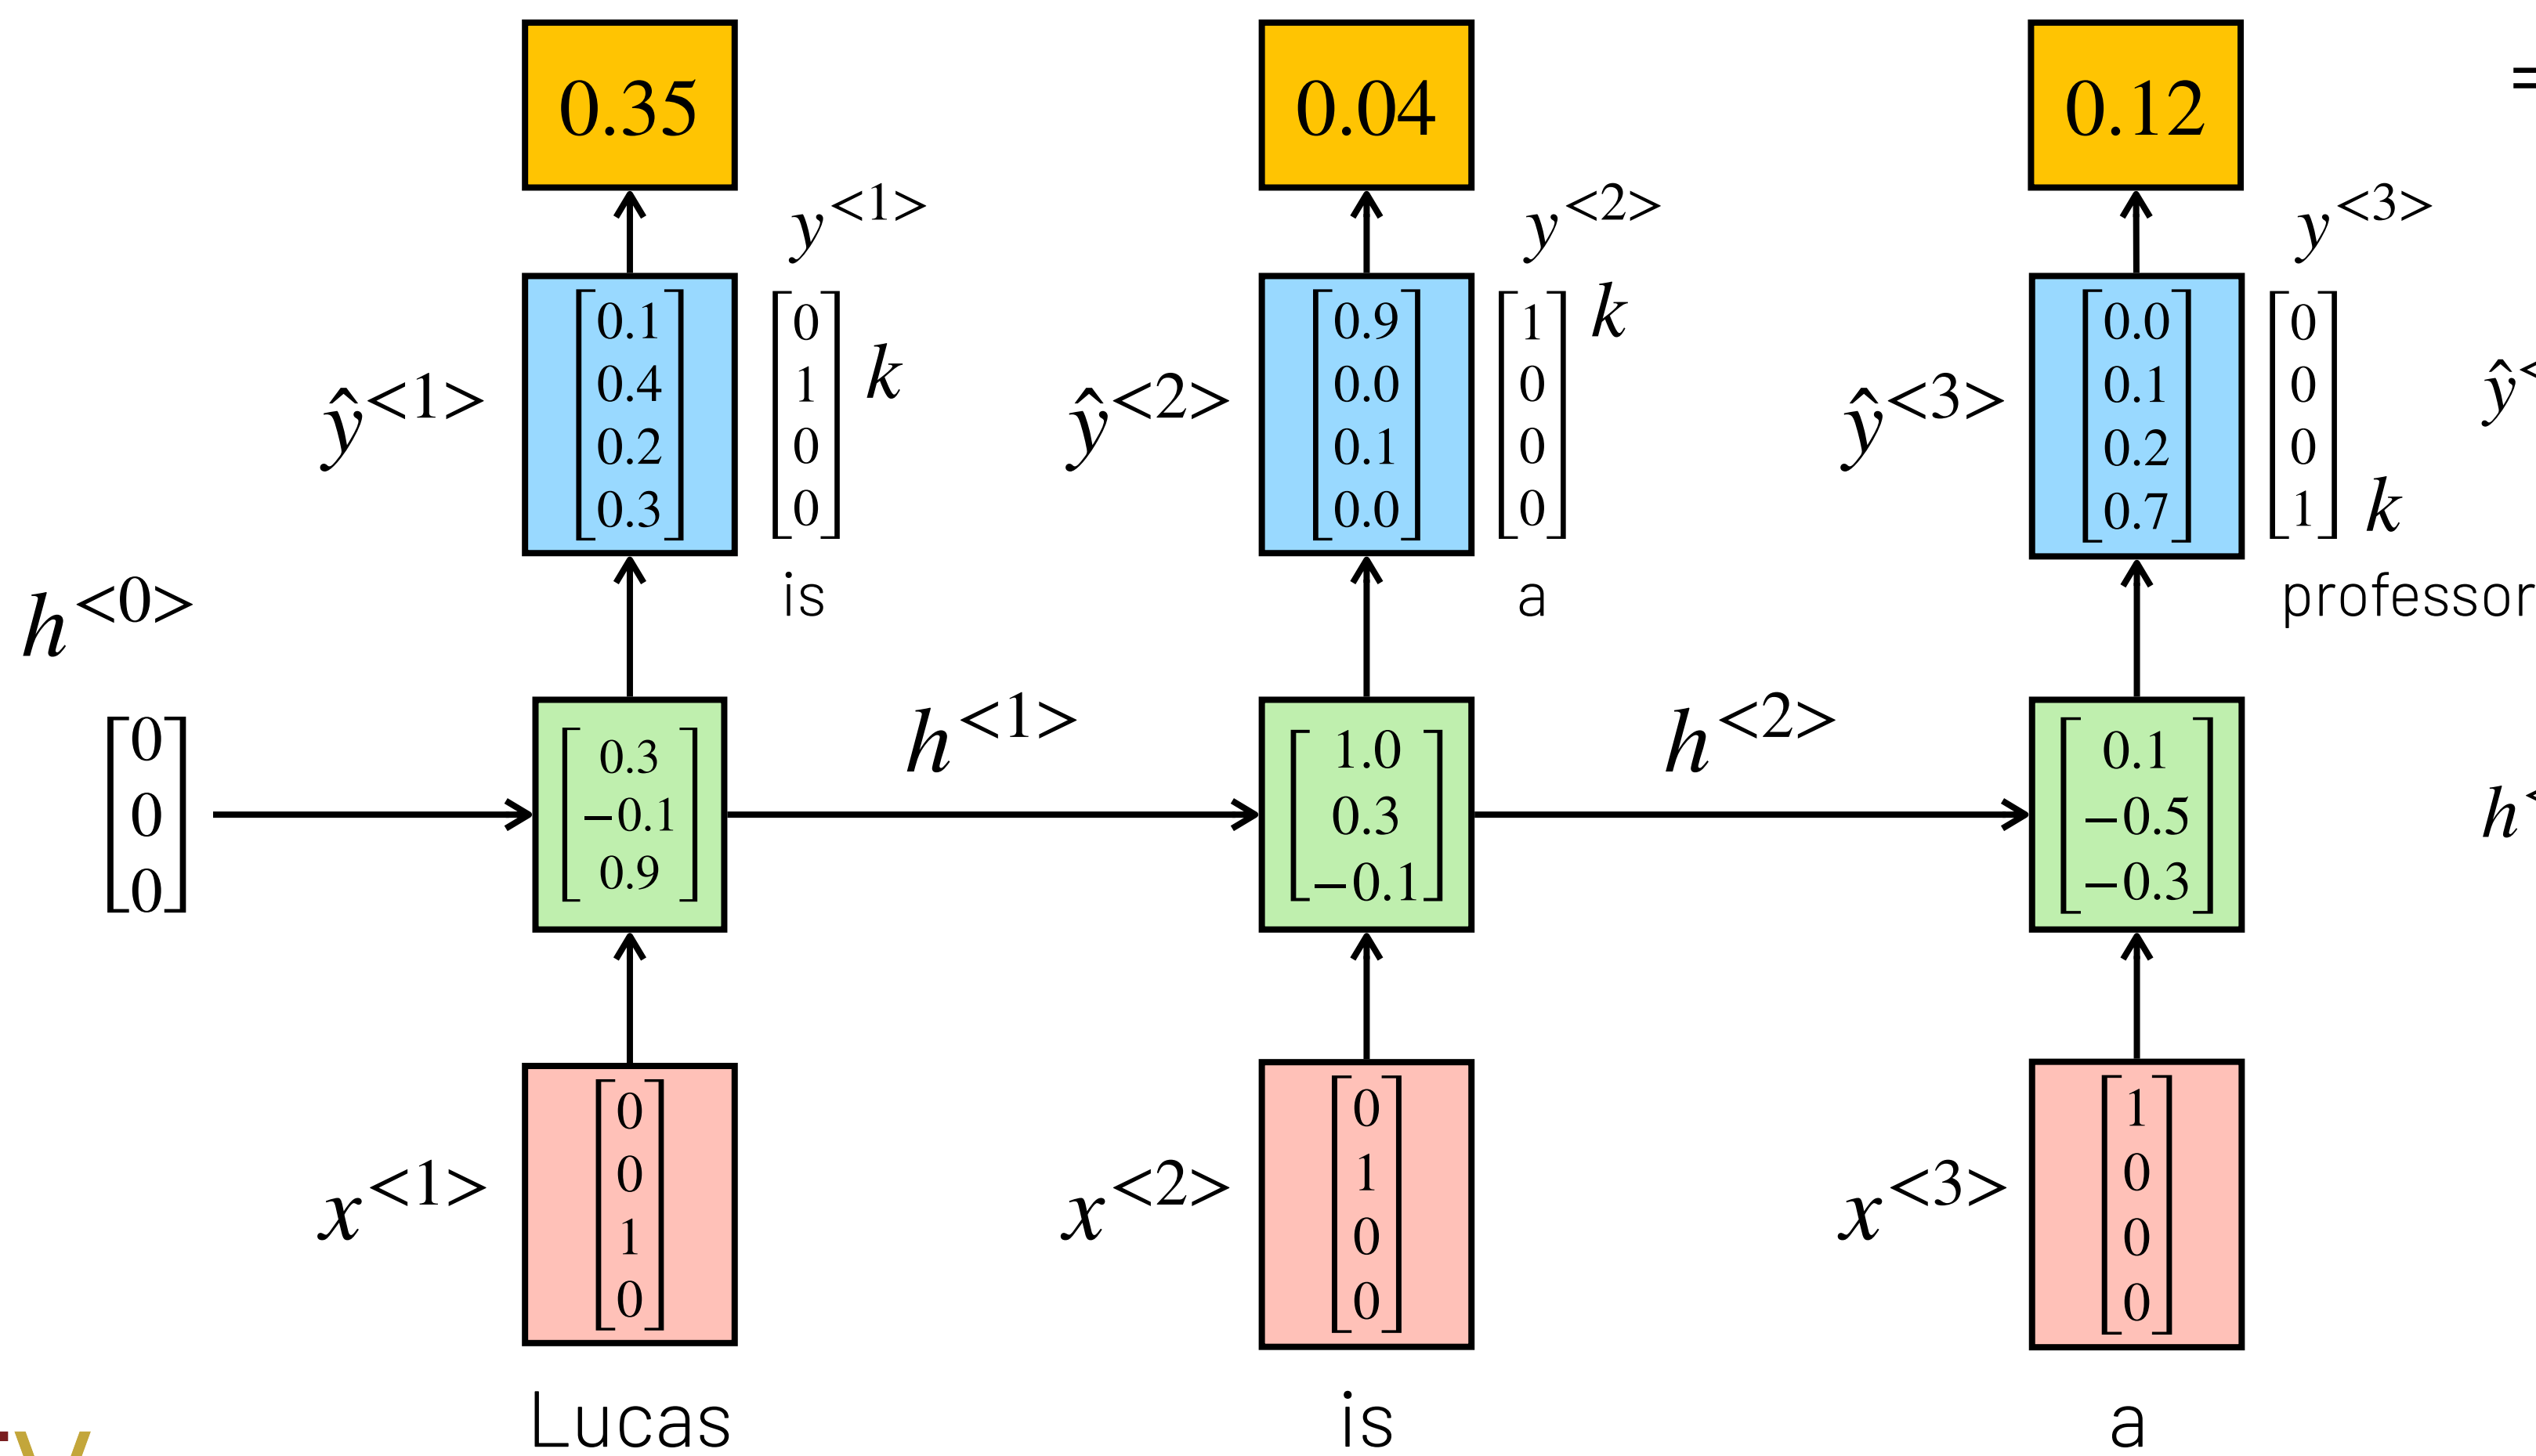 0.35 0.04 0.12 =
y<1> y<2> y<3>
ŷ<1> [0.1 0.4 0.2 0.3] [0 1 0 0] k ŷ<2> [0.9 0.0 0.1 0.0] [1 0 0 0] k ŷ<3> [0.0 0.1 0.2 0.7] [0 0 0 1] k ŷ<
is a professor
h<0> h<1> h<2>
[0 0 0] [0.3 −0.1 0.9] [1.0 0.3 −0.1] [0.1 −0.5 −0.3] h<
x<1> [0 0 1 0] x<2> [0 1 0 0] x<3> [1 0 0 0]
Lucas is a